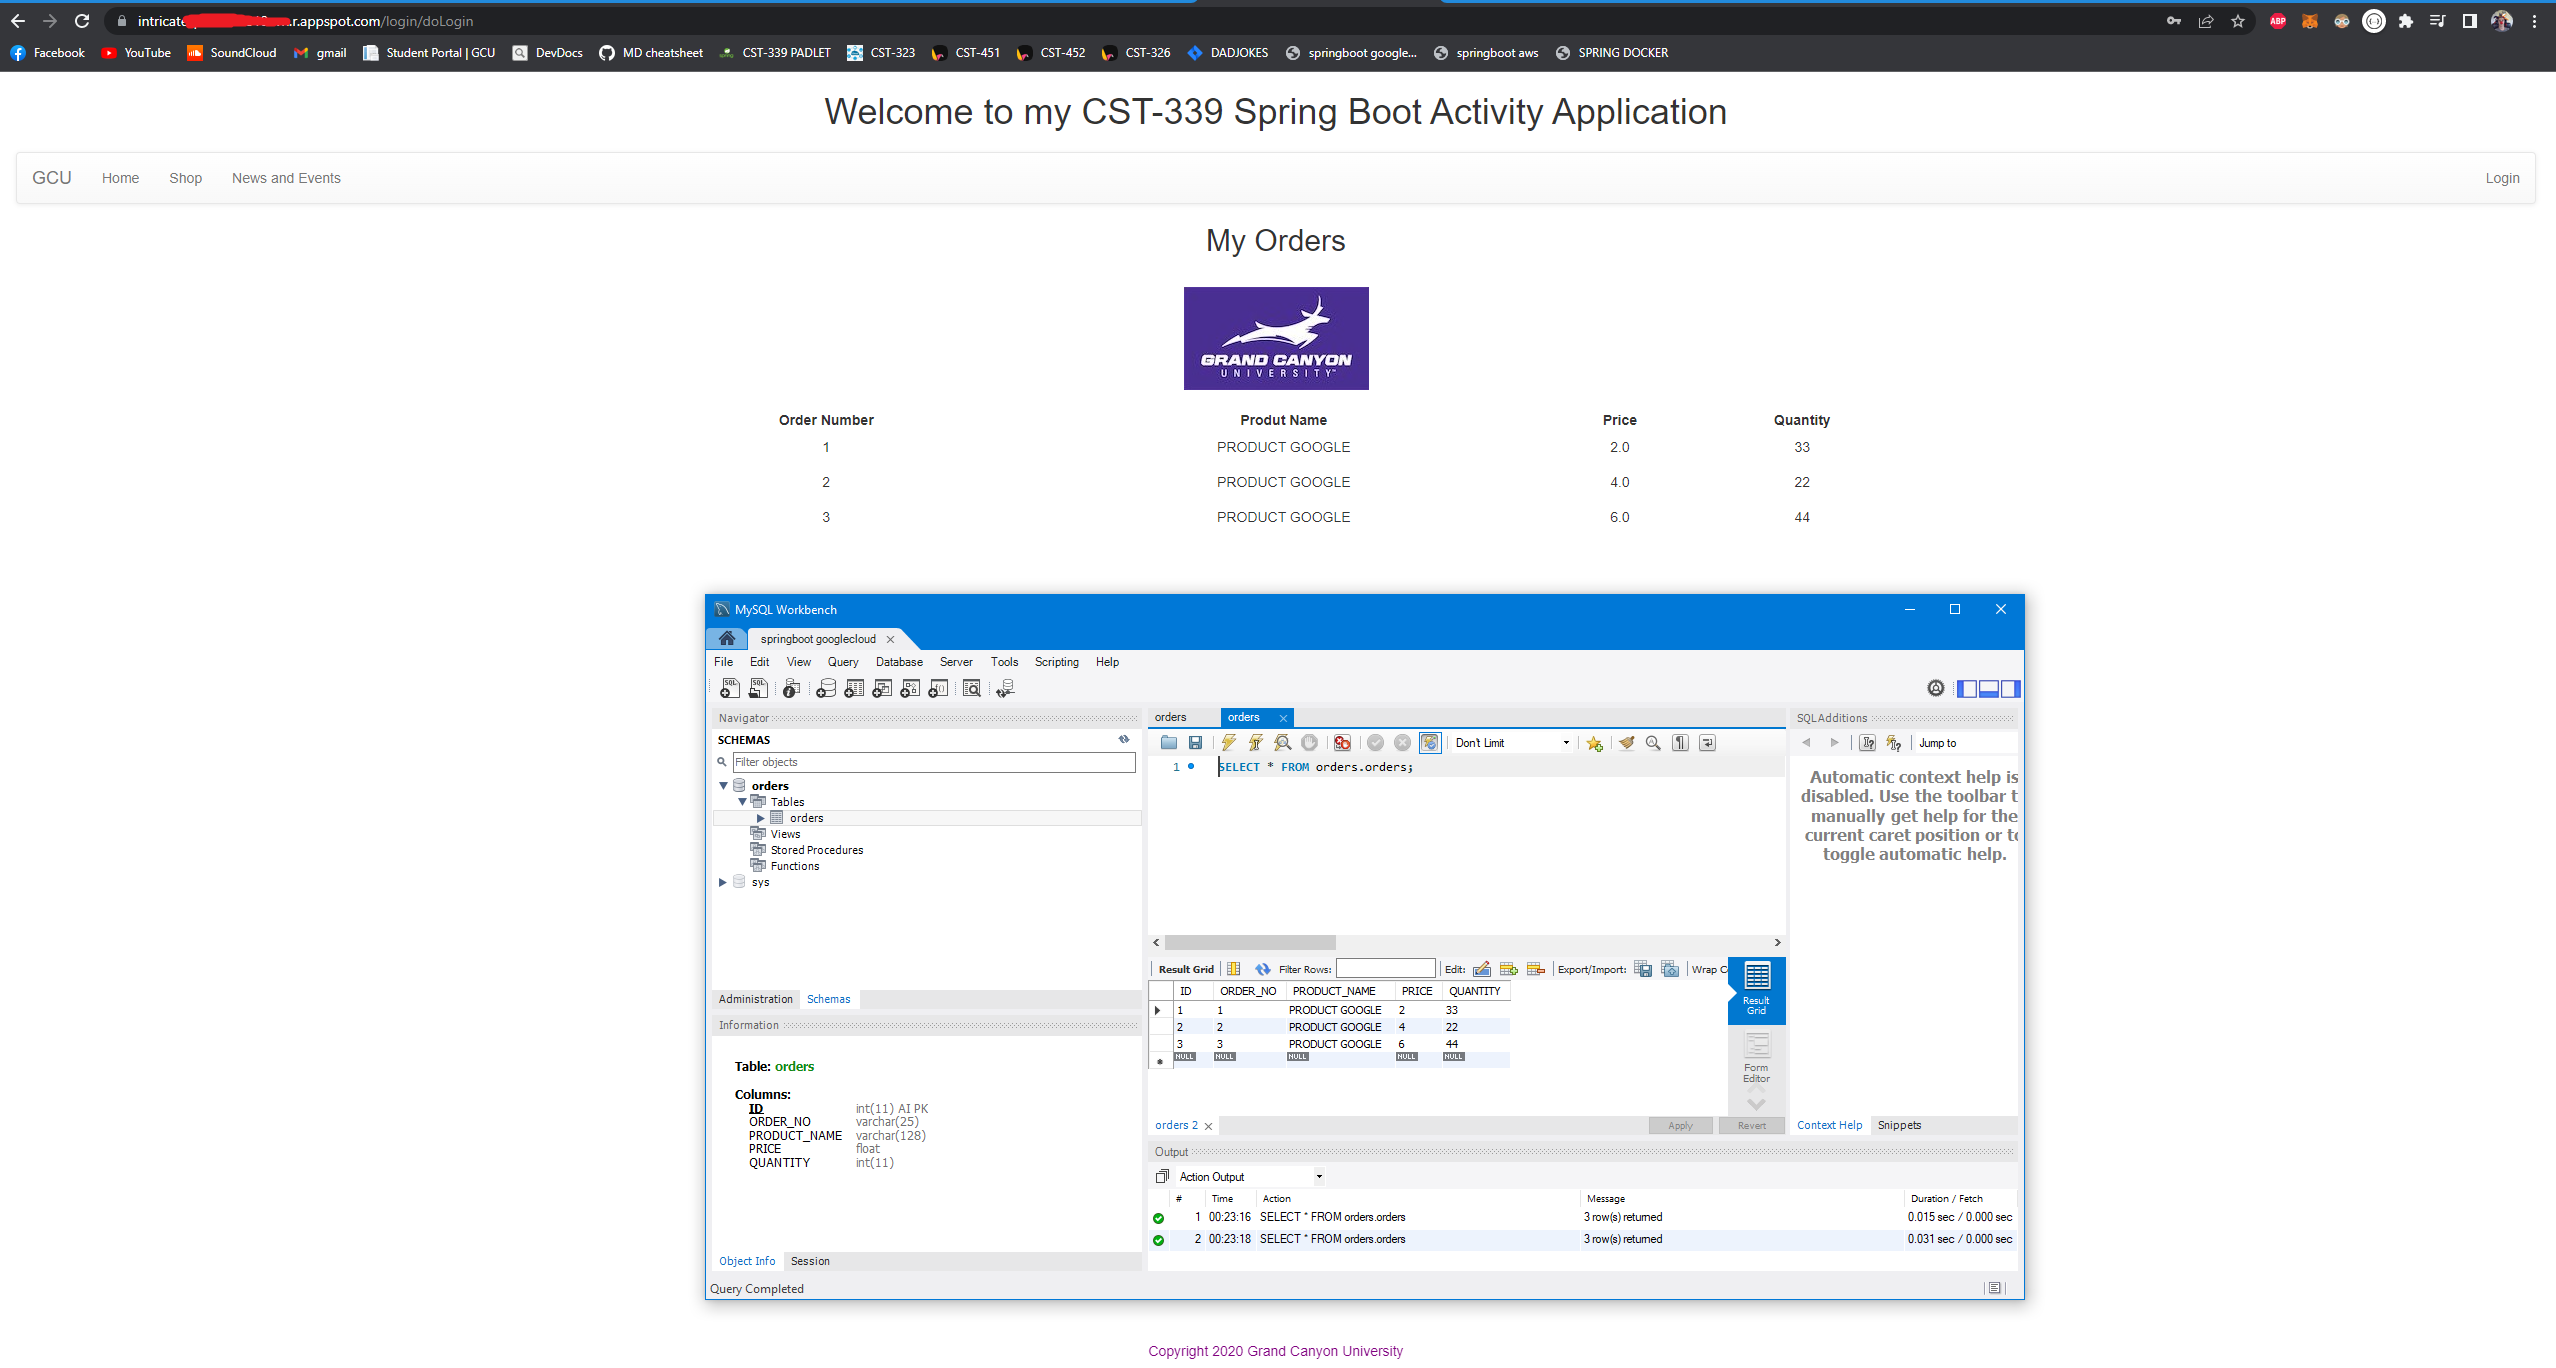 intricate r.appspot.com/login/doLogin
Facebook YouTube SoundCloud gmail Student Portal | GCU DevDocs MD cheatsheet CST-339 PADLET CST-323 CST-451 CST-452 CST-326 DADJOKES springboot google... springboot aws SPRING DOCKER
Welcome to my CST-339 Spring Boot Activity Application
GCU Home Shop News and Events Login
My Orders
GRAND CANYON
UNIVERSITY™
Order Number Produt Name Price Quantity
1 PRODUCT GOOGLE 2.0 33
2 PRODUCT GOOGLE 4.0 22
3 PRODUCT GOOGLE 6.0 44
MySQL Workbench
springboot googlecloud
File Edit View Query Database Server Tools Scripting Help
Navigator
SCHEMAS
Filter objects
orders
Tables
orders
Views
Stored Procedures
Functions
sys
Administration Schemas
Information
Table: orders
Columns:
ID int(11) AI PK
ORDER_NO varchar(25)
PRODUCT_NAME varchar(128)
PRICE float
QUANTITY int(11)
Object Info Session
Query Completed
orders orders
Don't Limit
1 SELECT * FROM orders.orders;
Result Grid Filter Rows: Edit: Export/Import: Wrap C
ID ORDER_NO PRODUCT_NAME PRICE QUANTITY
1 1 PRODUCT GOOGLE 2 33
2 2 PRODUCT GOOGLE 4 22
3 3 PRODUCT GOOGLE 6 44
NULL NULL NULL NULL NULL
Result
Grid
Form
Editor
orders 2 Apply Revert
SQLAdditions
Jump to
Automatic context help is
disabled. Use the toolbar t
manually get help for the
current caret position or to
toggle automatic help.
Context Help Snippets
Output
Action Output
# Time Action Message Duration / Fetch
1 00:23:16 SELECT * FROM orders.orders 3 row(s) returned 0.015 sec / 0.000 sec
2 00:23:18 SELECT * FROM orders.orders 3 row(s) returned 0.031 sec / 0.000 sec
Copyright 2020 Grand Canyon University